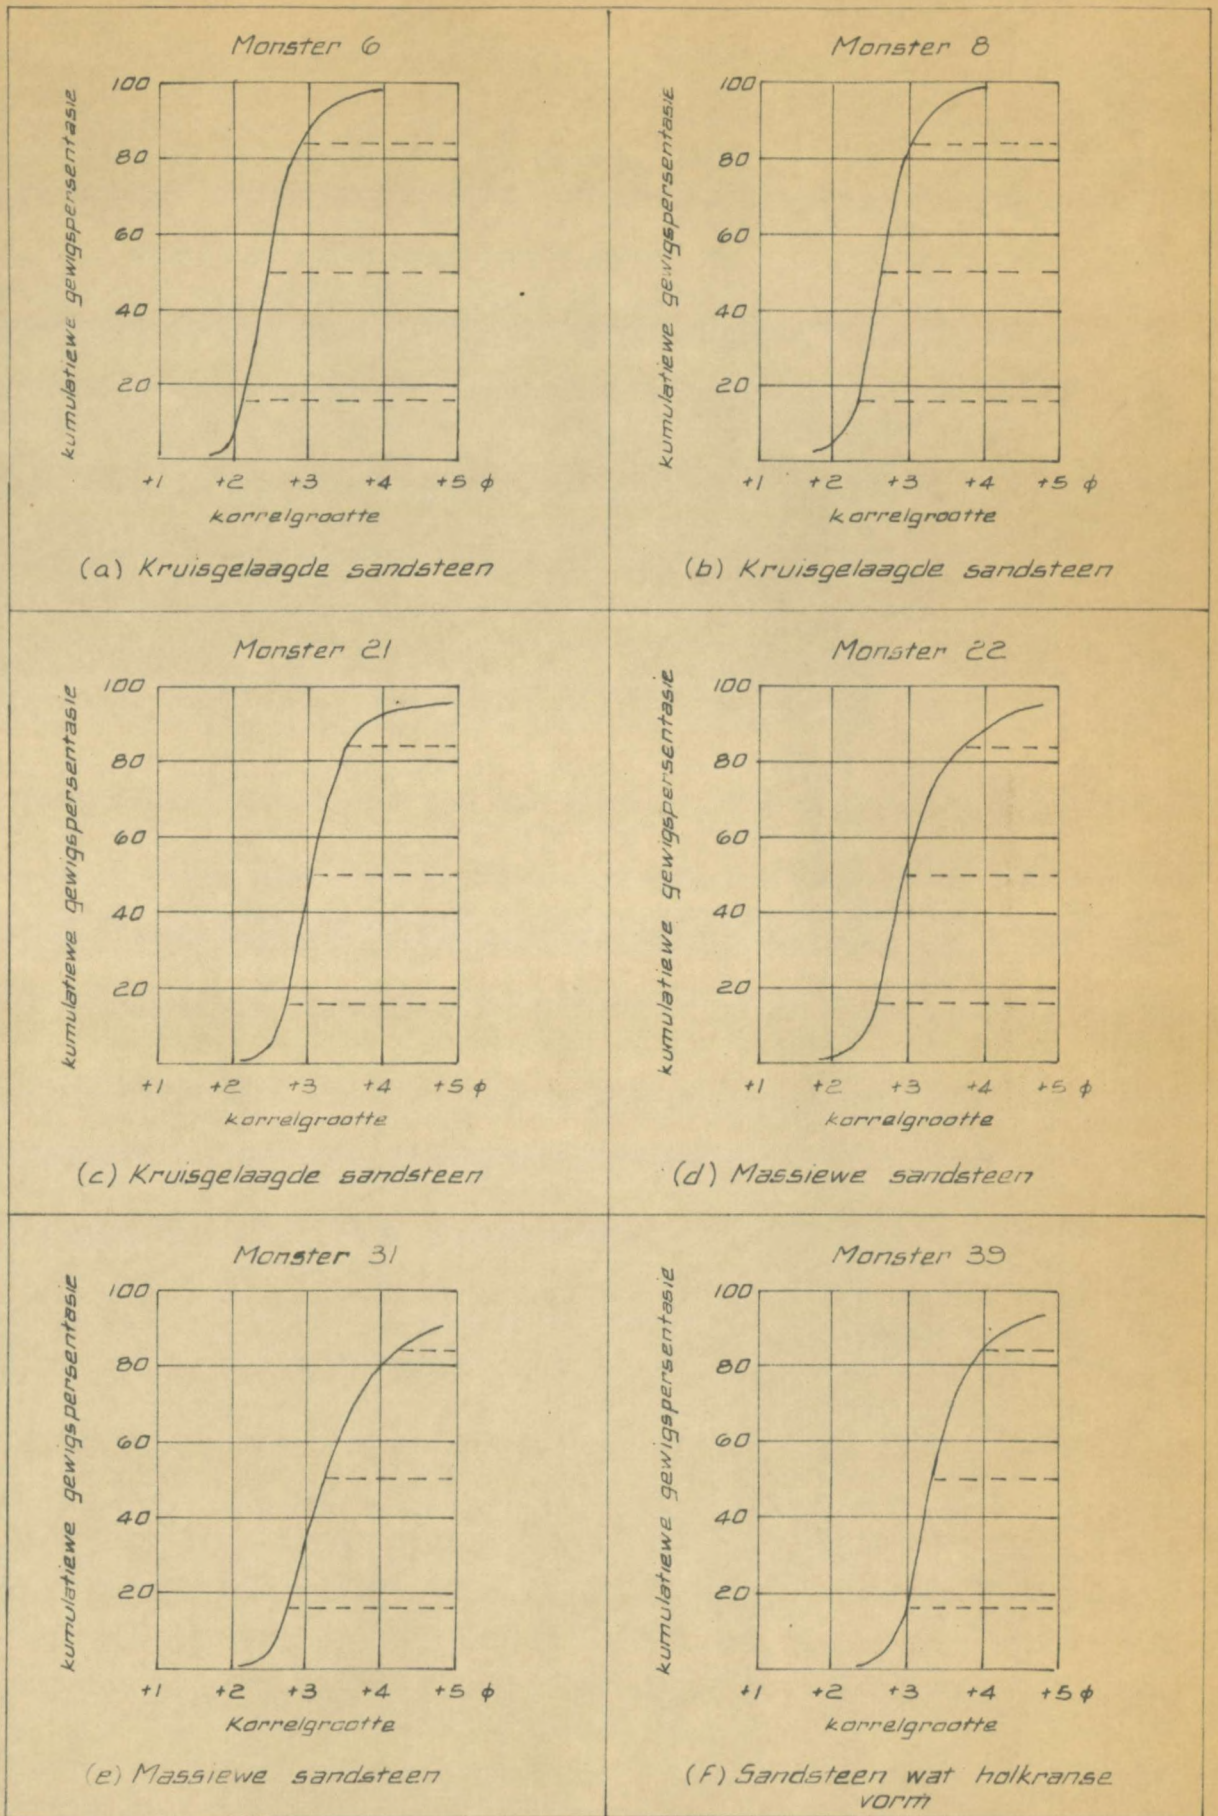 Monster 6
kumulatiewe gewigspersentasie
100
80
60
40
20
+1 +2 +3 +4 +5 φ
korrelgrootte
(a) Kruisgelaagde sandsteen
Monster 8
kumulatiewe gewigspersentasie
100
80
60
40
20
+1 +2 +3 +4 +5 φ
korrelgrootte
(b) Kruisgelaagde sandsteen
Monster 21
kumulatiewe gewigspersentasie
100
80
60
40
20
+1 +2 +3 +4 +5 φ
korrelgrootte
(c) Kruisgelaagde sandsteen
Monster 22
kumulatiewe gewigspersentasie
100
80
60
40
20
+1 +2 +3 +4 +5 φ
korrelgrootte
(d) Massiewe sandsteen
Monster 31
kumulatiewe gewigspersentasie
100
80
60
40
20
+1 +2 +3 +4 +5 φ
Korrelgrootte
(e) Massiewe sandsteen
Monster 39
kumulatiewe gewigspersentasie
100
80
60
40
20
+1 +2 +3 +4 +5 φ
korrelgrootte
(f) Sandsteen wat holkranse
vorm